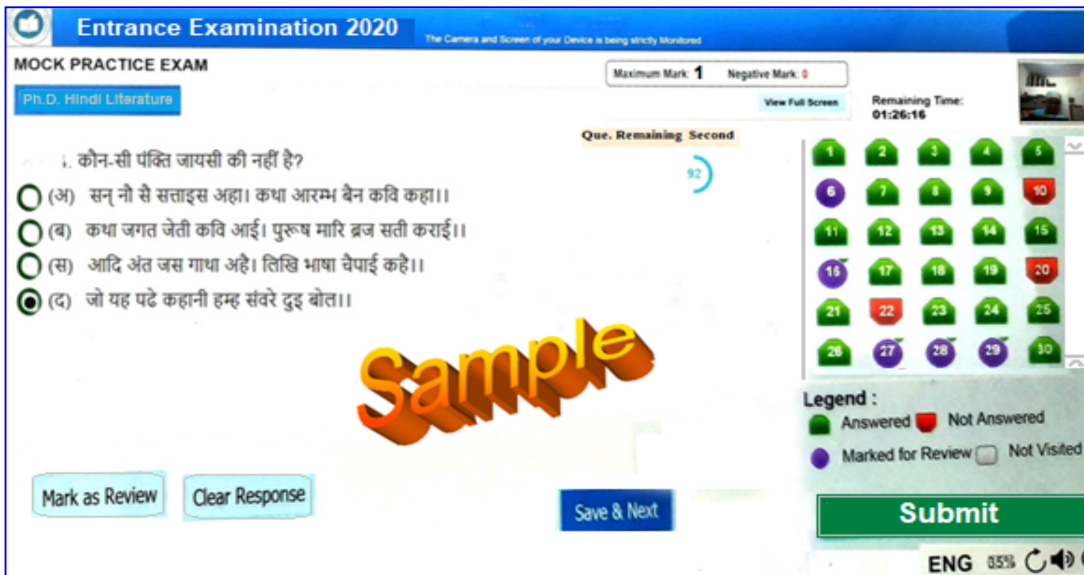 Entrance Examination 2020
The Camera and Screen of your Device is being strictly Monitored
MOCK PRACTICE EXAM
Maximum Mark: 1 Negative Mark: 0
Ph.D. Hindi Literature
View Full Screen
Remaining Time:
01:26:16
Que. Remaining Second
92
. कौन-सी पंक्ति जायसी की नहीं है?
(अ) सन् नौ सै सत्ताइस अहा। कथा आरम्भ बैन कवि कहा।।
(ब) कथा जगत जेती कवि आई। पुरूष मारि ब्रज सती कराई।।
(स) आदि अंत जस गाथा अहै। लिखि भाषा चैपाई कहै।।
(द) जो यह पढे कहानी हम्ह संवरे दुइ बोल।।
1 2 3 4 5
6 7 8 9 10
11 12 13 14 15
16 17 18 19 20
21 22 23 24 25
26 27 28 29 30
Sample
Legend :
Answered Not Answered
Marked for Review Not Visited
Mark as Review Clear Response
Save & Next
Submit
ENG